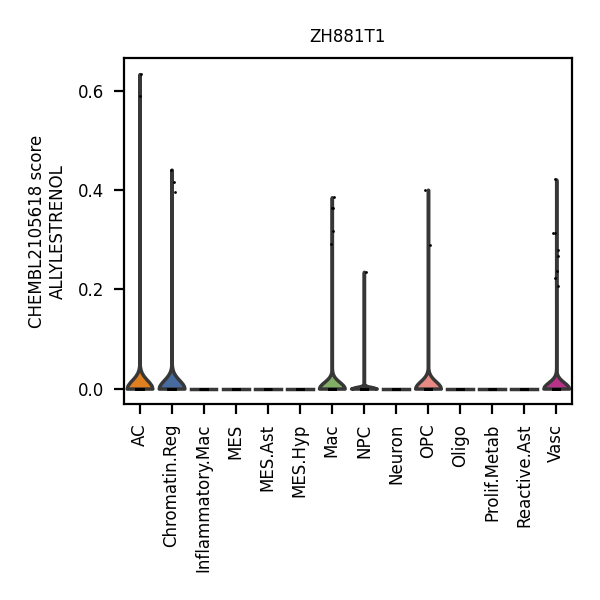 ZH881T1
CHEMBL2105618 score
ALLYLESTRENOL
0.6
0.4
0.2
0.0
AC
Chromatin.Reg
Inflammatory.Mac
MES
MES.Ast
MES.Hyp
Mac
NPC
Neuron
OPC
Oligo
Prolif.Metab
Reactive.Ast
Vasc